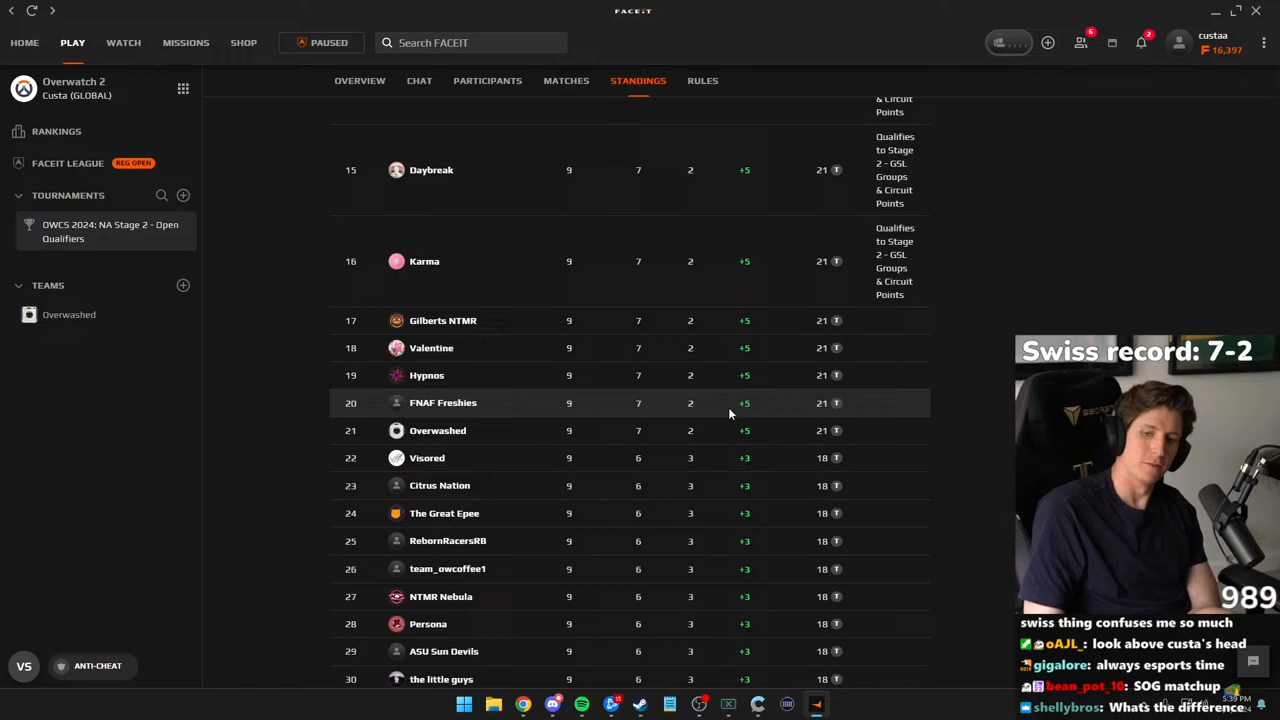 FACEIT
HOME
PLAY
WATCH
MISSIONS
SHOP
PAUSED
Search FACEIT
6
2
custaa
16,397
Overwatch 2
Custa (GLOBAL)
RANKINGS
FACEIT LEAGUE REG OPEN
TOURNAMENTS
OWCS 2024: NA Stage 2 - Open
Qualifiers
TEAMS
Overwashed
VS
ANTI-CHEAT
OVERVIEW CHAT PARTICIPANTS MATCHES STANDINGS RULES
& Circuit
Points
15 Daybreak 9 7 2 +5 21 T
Qualifies
to Stage
2 - GSL
Groups
& Circuit
Points
16 Karma 9 7 2 +5 21 T
Qualifies
to Stage
2 - GSL
Groups
& Circuit
Points
17 Gilberts NTMR 9 7 2 +5 21 T
18 Valentine 9 7 2 +5 21 T
19 Hypnos 9 7 2 +5 21 T
20 FNAF Freshies 9 7 2 +5 21 T
21 Overwashed 9 7 2 +5 21 T
22 Visored 9 6 3 +3 18 T
23 Citrus Nation 9 6 3 +3 18 T
24 The Great Epee 9 6 3 +3 18 T
25 RebornRacersRB 9 6 3 +3 18 T
26 team_owcoffee1 9 6 3 +3 18 T
27 NTMR Nebula 9 6 3 +3 18 T
28 Persona 9 6 3 +3 18 T
29 ASU Sun Devils 9 6 3 +3 18 T
30 the little guys 9 6 3 +3 18 T
Swiss record: 7-2
989
swiss thing confuses me so much
oAJL_: look above custa's head
gigalore: always esports time
bean_pot_10: SOG matchup
shellybros: Whats the difference
15
5:39 PM